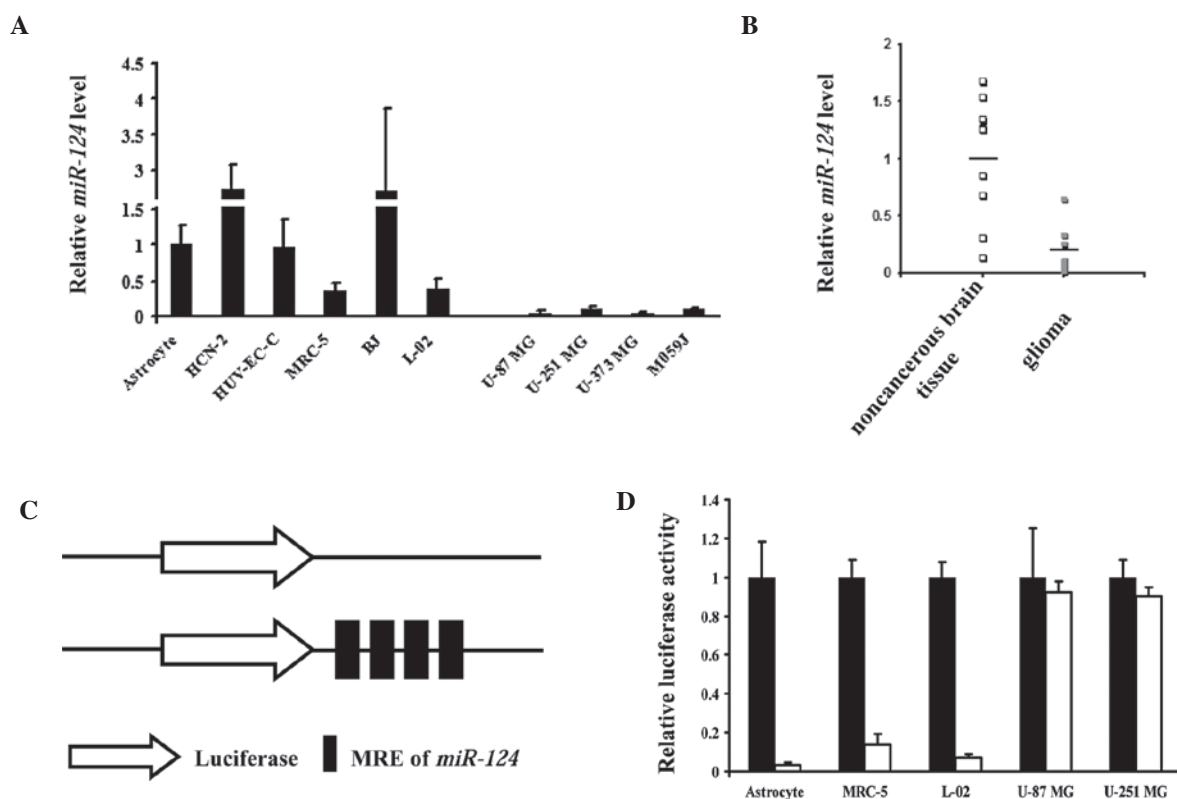 A
Relative miR-124 level
4.5
4
3.5
3
1.5
1
0.5
0
Astrocyte
HCN-2
HUV-EC-C
MRC-5
BJ
L-02
U-87 MG
U-251 MG
U-373 MG
M059J
B
Relative miR-124 level
2
1.5
1
0.5
0
noncancerous brain
tissue
glioma
C
Luciferase
MRE of miR-124
D
Relative luciferase activity
1.4
1.2
1
0.8
0.6
0.4
0.2
0
Astrocyte
MRC-5
L-02
U-87 MG
U-251 MG